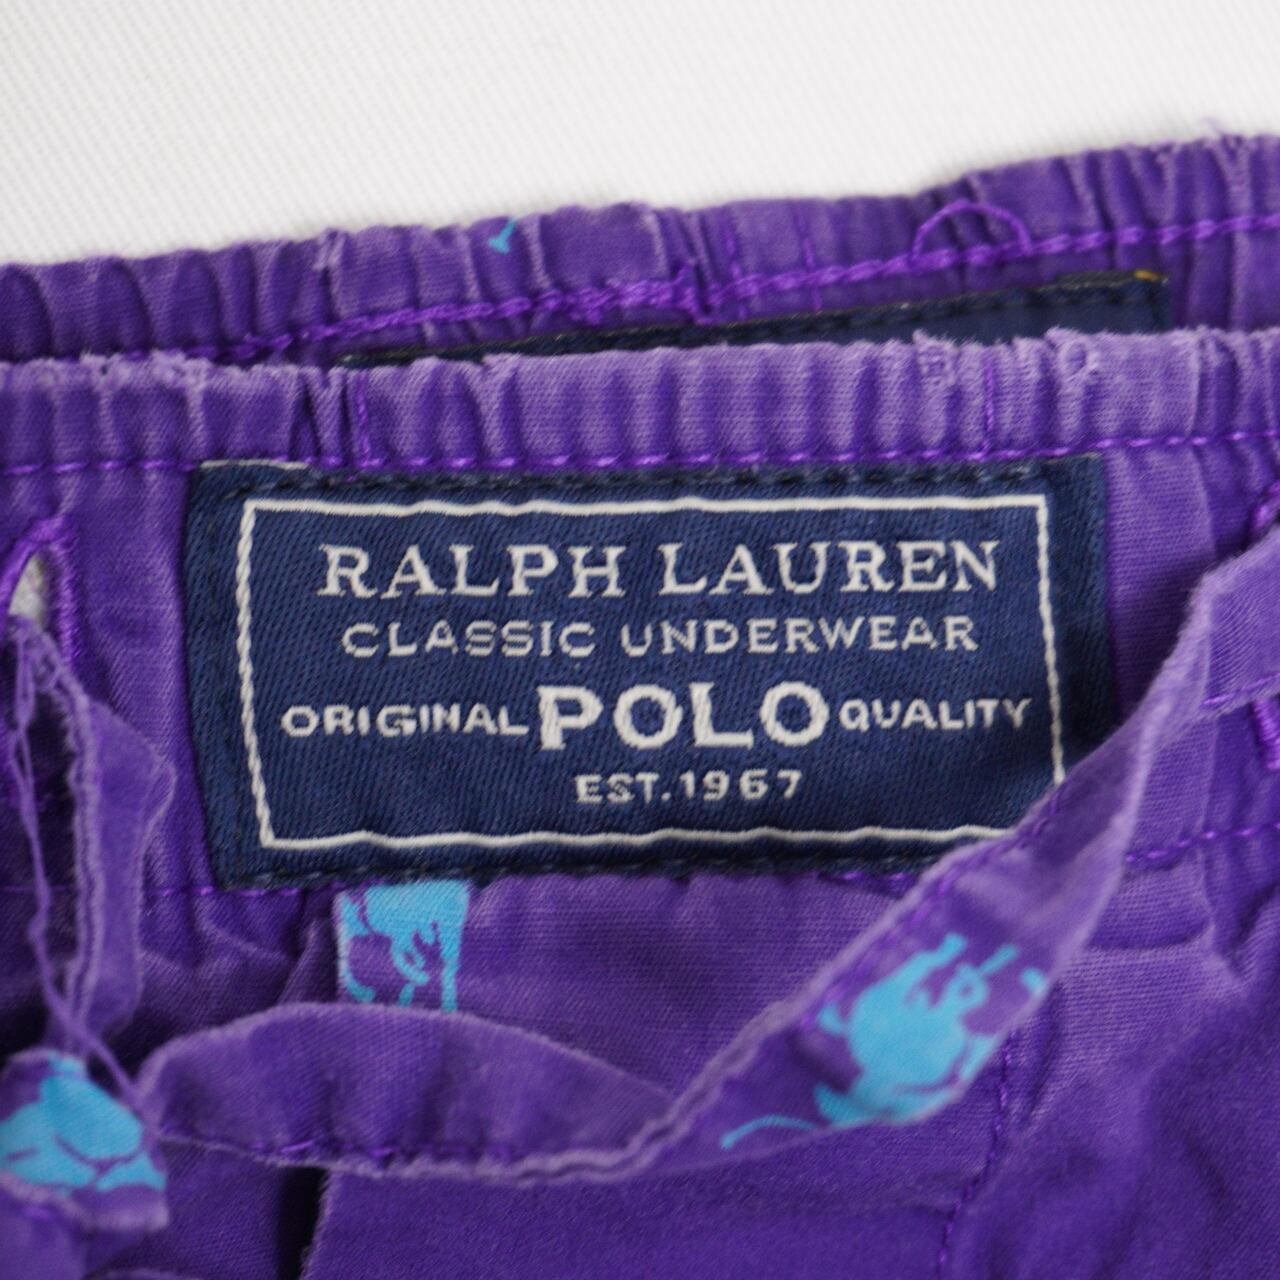 RALPH LAUREN
CLASSIC UNDERWEAR
ORIGINAL POLO QUALITY
EST. 1967